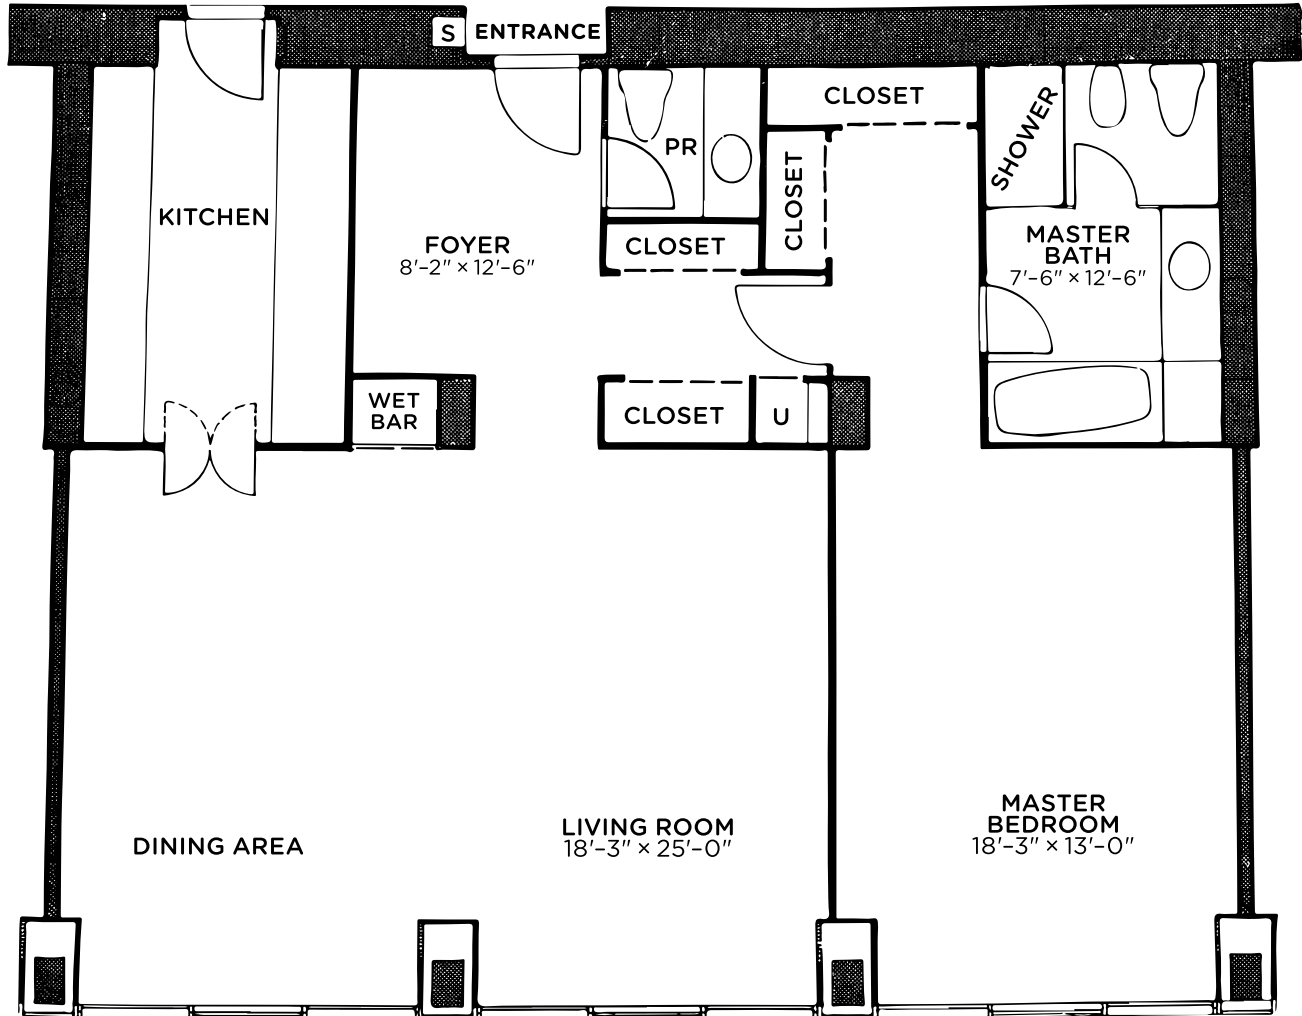 S ENTRANCE
CLOSET
SHOWER
PR
CLOSET
KITCHEN
FOYER
8'-2" × 12'-6"
CLOSET
MASTER
BATH
7'-6" × 12'-6"
WET
BAR
CLOSET
U
DINING AREA
LIVING ROOM
18'-3" × 25'-0"
MASTER
BEDROOM
18'-3" × 13'-0"